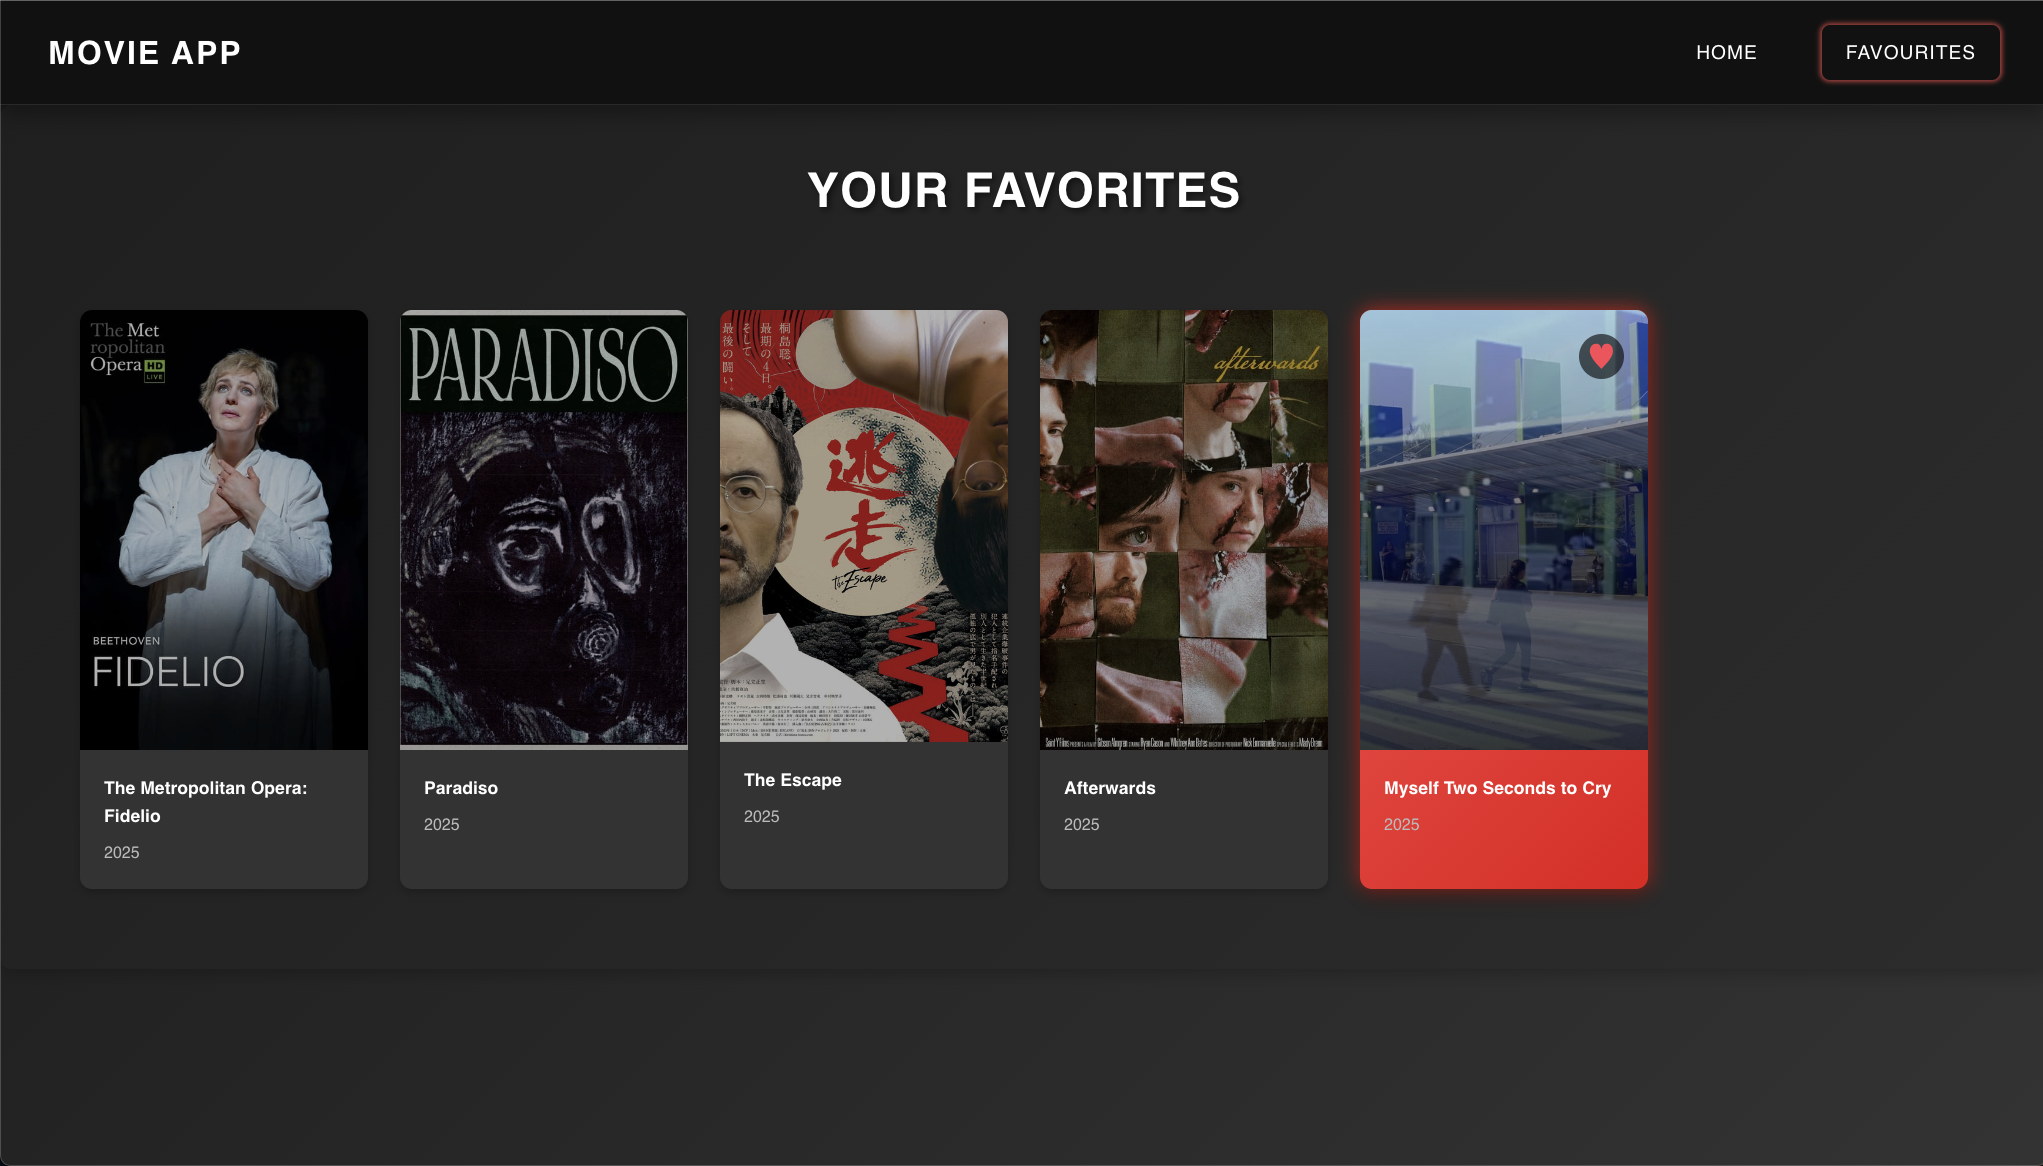 MOVIE APP
HOME
FAVOURITES
YOUR FAVORITES
The Met
ropolitan
Opera HD
LIVE
BEETHOVEN
FIDELIO
The Metropolitan Opera:
Fidelio
2025
PARADISO
Paradiso
2025
桐島聡、
最期の4日。
そして
最後の闘い。
逃走
the Escape
The Escape
2025
afterwards
Afterwards
2025
Myself Two Seconds to Cry
2025